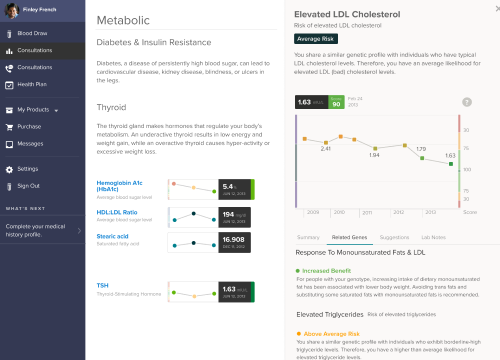 Finley French
Blood Draw
Consultations
Consultations
Health Plan
My Products
Purchase
Messages
Settings
Sign Out
WHAT'S NEXT
Complete your medical
history profile.
Metabolic
Diabetes & Insulin Resistance
Diabetes, a disease of persistently high blood sugar, can lead to
cardiovascular disease, kidney disease, blindness, or ulcers in
the legs.
Thyroid
The thyroid gland makes hormones that regulate your body's
metabolism. An underactive thyroid results in low energy and
weight gain, while an overactive thyroid causes hyper-activity or
excessive weight loss.
Hemoglobin A1c
(HbA1c)
Average blood sugar level
5.4 %
JUN 12, 2013
HDL:LDL Ratio
Average blood sugar level
194 mg/dl
JUN 12, 2013
Stearic acid
Saturated fatty acid
16.908
DEC 11, 2012
TSH
Thyroid-Stimulating Hormone
1.63
JUN 12, 2013
Elevated LDL Cholesterol
Risk of elevated LDL cholesterol
Average Risk
You share a similar genetic profile with individuals who have typical
LDL cholesterol levels. Therefore, you have an average likelihood for
elevated LDL (bad) cholesterol levels.
1.63
90
2013
?
2.41
1.94
1.79
1.63
30
75
100
75
30
2009 2010 2011 2012 2013 Score
Summary Related Genes Suggestions Lab Notes
Response To Monounsaturated Fats & LDL
Increased Benefit
For people with your genotype, increasing intake of dietary monounsaturated
fat has been associated with lower body weight. Avoiding trans fats and
substituting some saturated fats with monounsaturated fats is recommended.
Elevated Triglycerides Risk of elevated triglycerides
Above Average Risk
You share a similar genetic profile with individuals who exhibit borderline-high
triglyceride levels. Therefore, you have a higher than average likelihood for
elevated triglyceride levels.